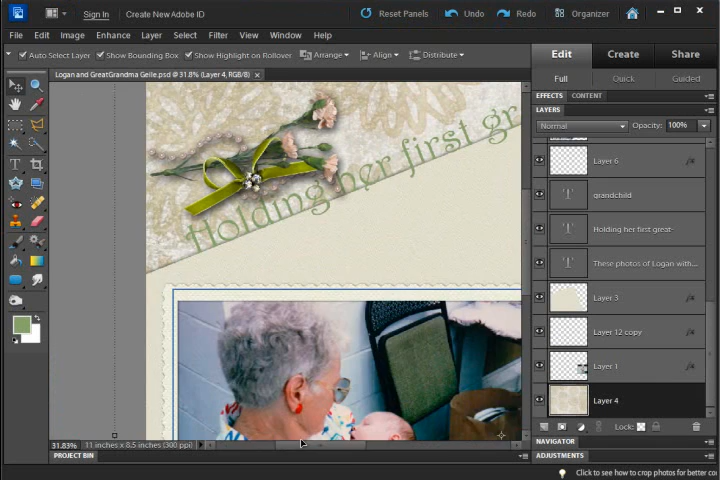 Sign In Create New Adobe ID Reset Panels Undo Redo Organizer
File Edit Image Enhance Layer Select Filter View Window Help
Auto Select Layer Show Bounding Box Show Highlight on Rollover Arrange Align Distribute
Edit Create Share
Full Quick Guided
Logan and GreatGrandma Geile.psd @ 31.8% (Layer 4, RGB/8)
EFFECTS CONTENT
LAYERS
Normal Opacity: 100%
Layer 6 fx
grandchild
Holding her first great-
These photos of Logan with...
Layer 3 fx
Layer 12 copy
Layer 1 fx
Layer 4
Lock:
Holding her first gr
31.83% 11 inches x 8.5 inches (300 ppi)
NAVIGATOR
PROJECT BIN
ADJUSTMENTS
Click to see how to crop photos for better co